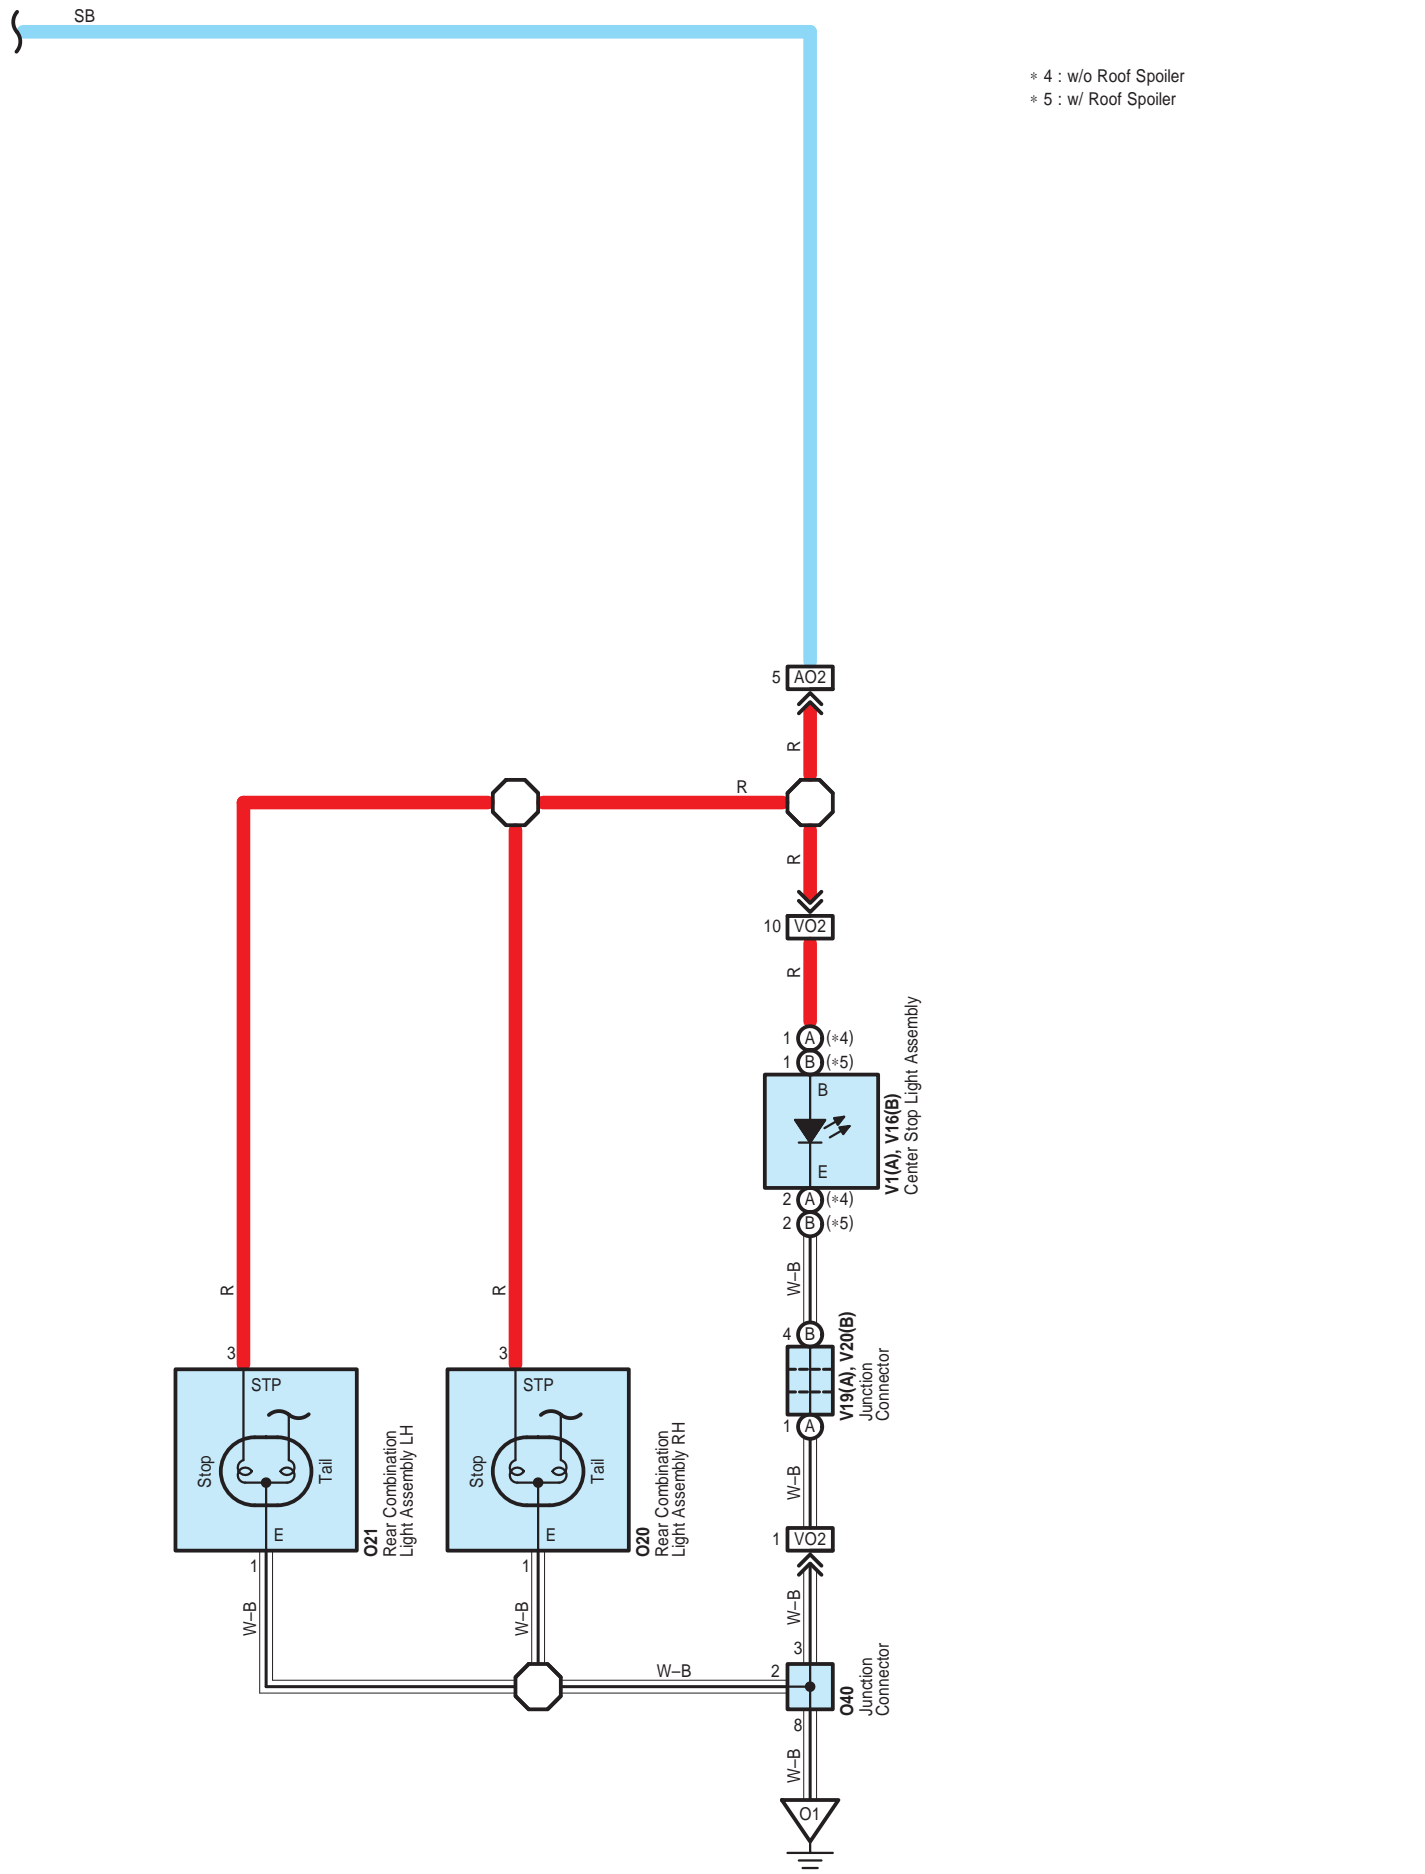 SB
* 4 : w/o Roof Spoiler
* 5 : w/ Roof Spoiler
5 AO2
R
R
R
10 VO2
R
1 A (*4)
1 B (*5)
B
E
V1(A), V16(B)
Center Stop Light Assembly
2 A (*4)
2 B (*5)
W–B
R
R
4 B
V19(A), V20(B)
Junction
Connector
1 A
3
STP
Stop
Tail
E
O21
Rear Combination
Light Assembly LH
3
STP
Stop
Tail
E
O20
Rear Combination
Light Assembly RH
W–B
1 VO2
1
W–B
1
W–B
W–B
3
W–B
2
O40
Junction
Connector
8
W–B
O1